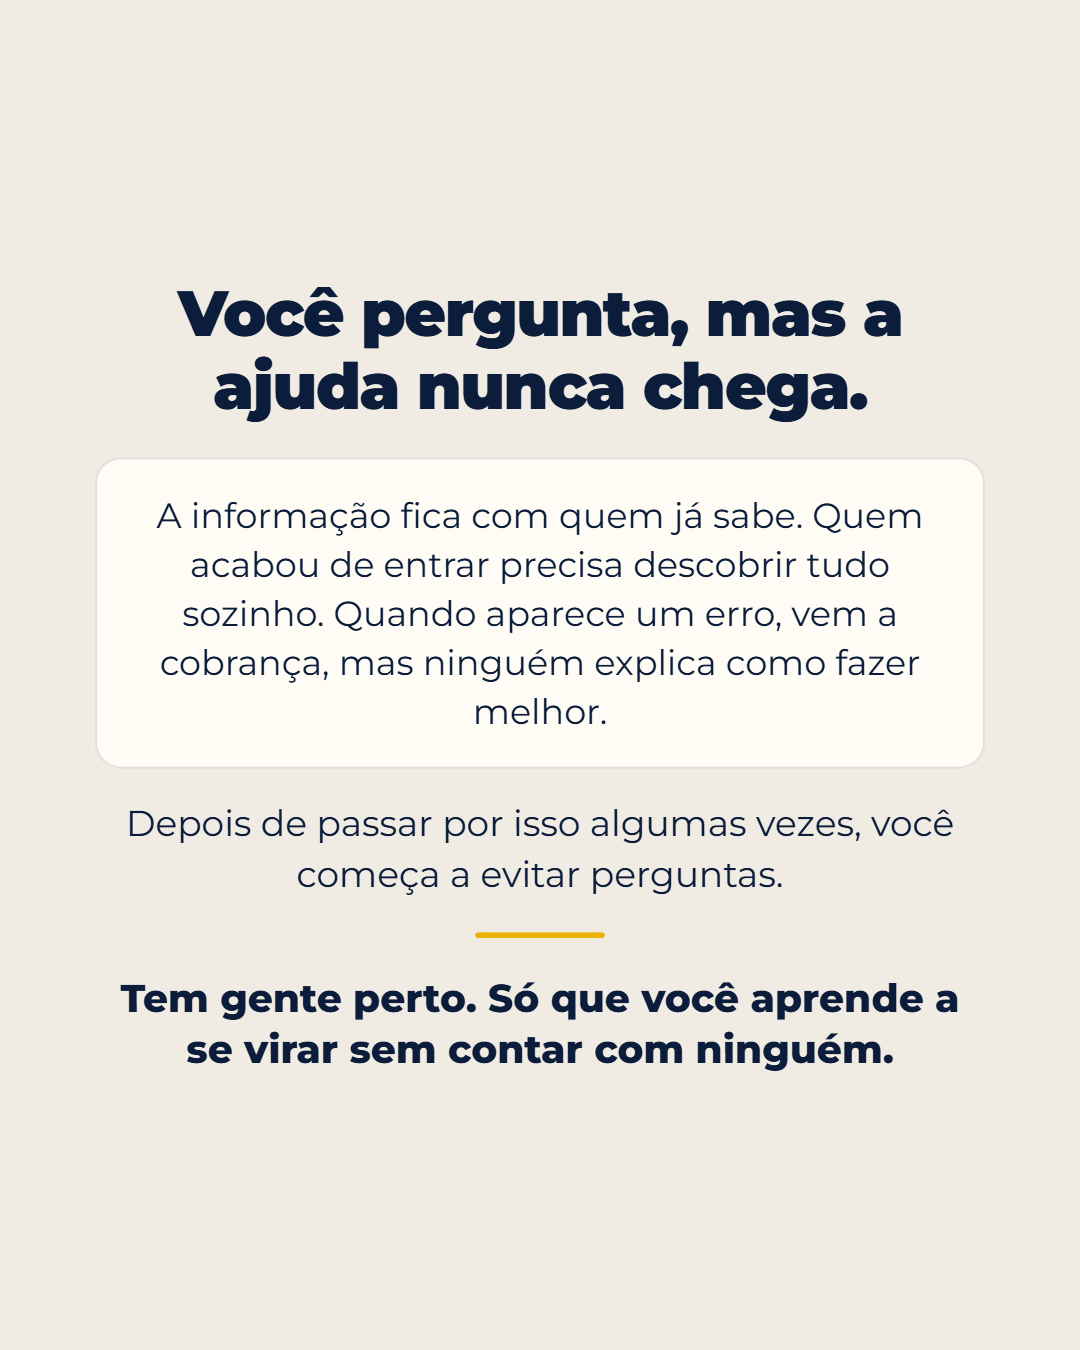 Você pergunta, mas a
ajuda nunca chega.
A informação fica com quem já sabe. Quem
acabou de entrar precisa descobrir tudo
sozinho. Quando aparece um erro, vem a
cobrança, mas ninguém explica como fazer
melhor.
Depois de passar por isso algumas vezes, você
começa a evitar perguntas.
Tem gente perto. Só que você aprende a
se virar sem contar com ninguém.